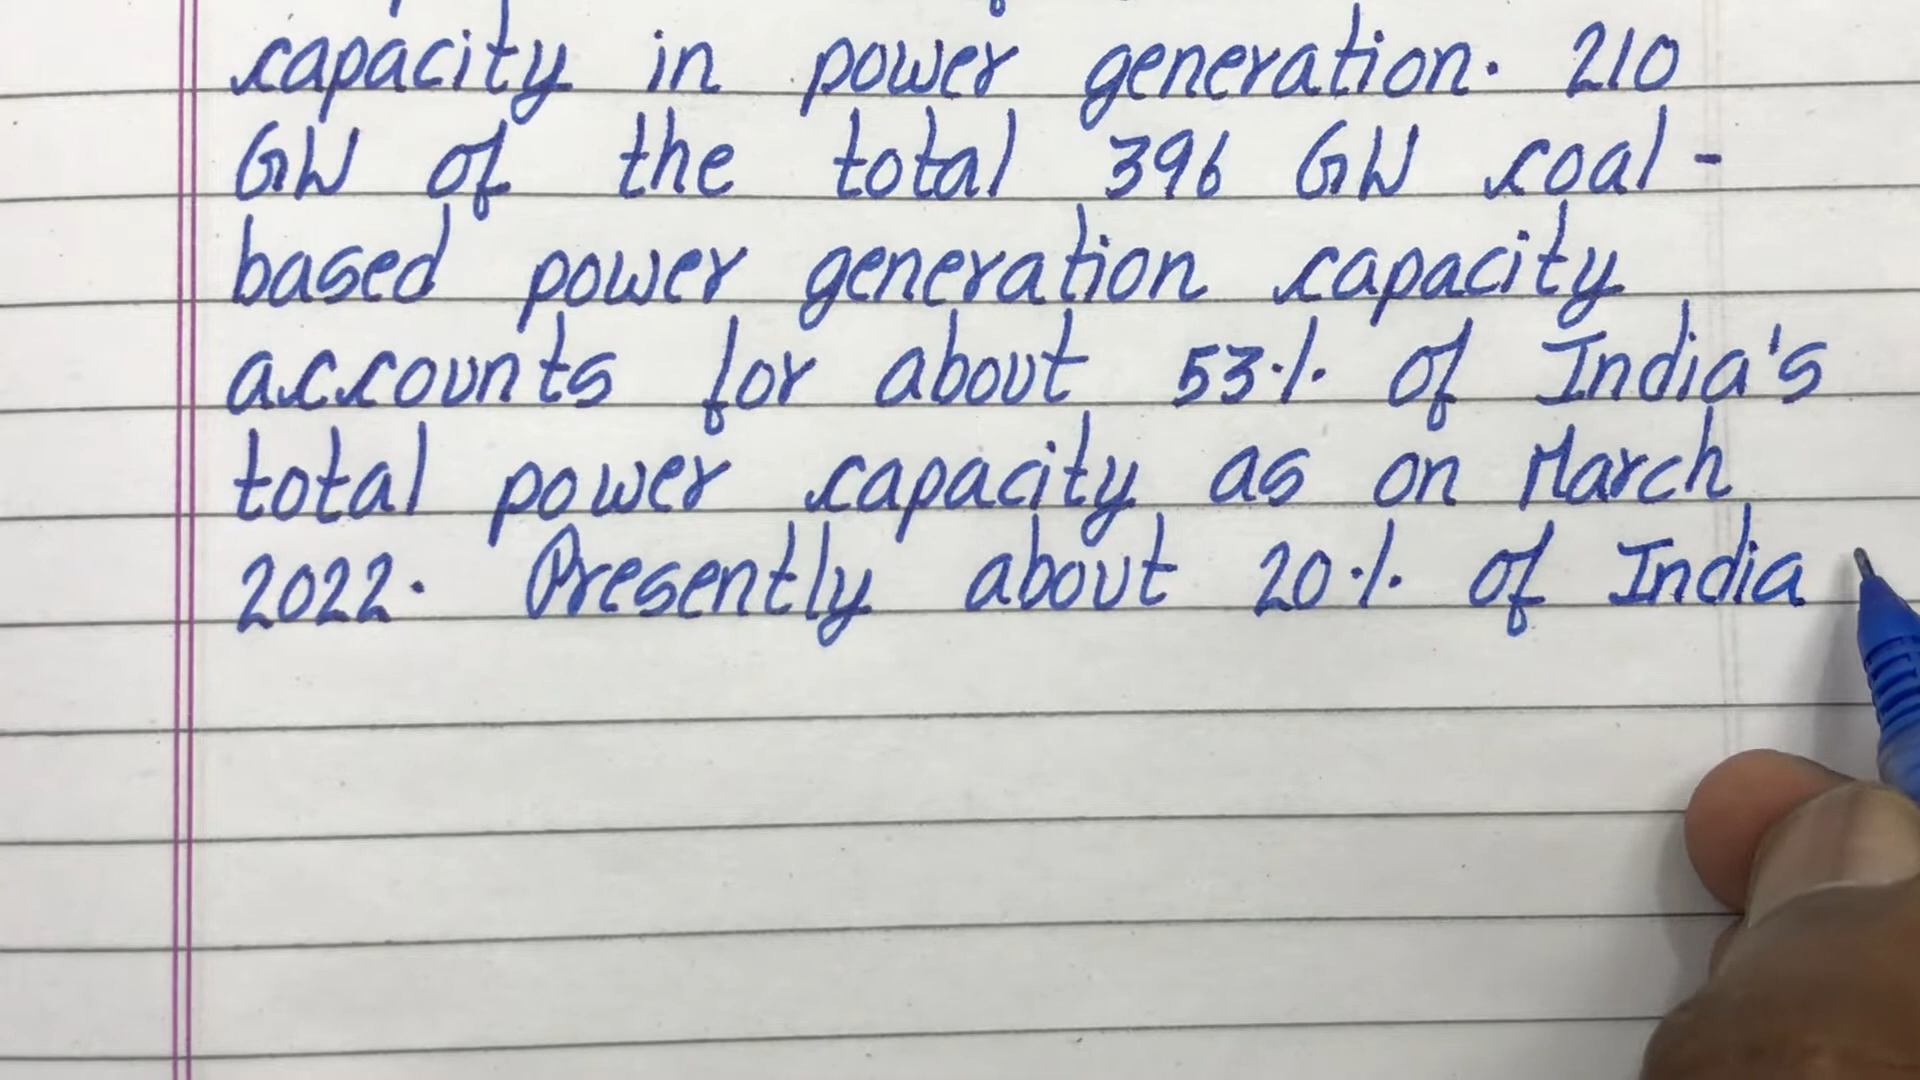 capacity in power generation. 210
GW of the total 396 GW coal-
based power generation capacity
accounts for about 53% of India's
total power capacity as on March
2022. Presently about 20% of India